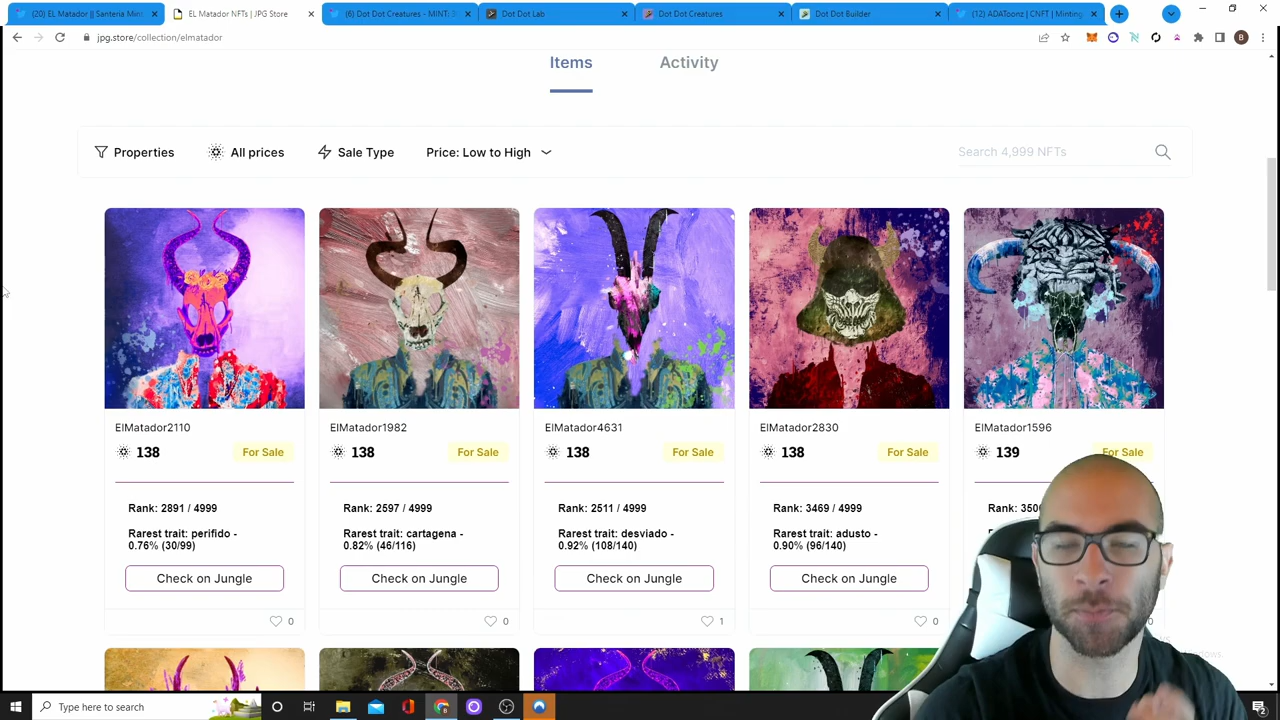 (20) EL Matador || Santeria Mint
EL Matador NFTs | JPG Store
(6) Dot Dot Creatures - MINT: 3
Dot Dot Lab
Dot Dot Creatures
Dot Dot Builder
(12) ADAToonz | CNFT | Minting
jpg.store/collection/elmatador
B
Items
Activity
Properties
All prices
Sale Type
Price: Low to High
Search 4,999 NFTs
ElMatador2110
ElMatador1982
ElMatador4631
ElMatador2830
ElMatador1596
138 For Sale
138 For Sale
138 For Sale
138 For Sale
139 For Sale
Rank: 2891 / 4999
Rank: 2597 / 4999
Rank: 2511 / 4999
Rank: 3469 / 4999
Rank:
Rarest trait: perifido -
0.76% (30/99)
Rarest trait: cartagena -
0.82% (46/116)
Rarest trait: desviado -
0.92% (108/140)
Rarest trait: adusto -
0.90% (96/140)
Check on Jungle
Check on Jungle
Check on Jungle
Check on Jungle
0
0
1
0
0
Type here to search
2